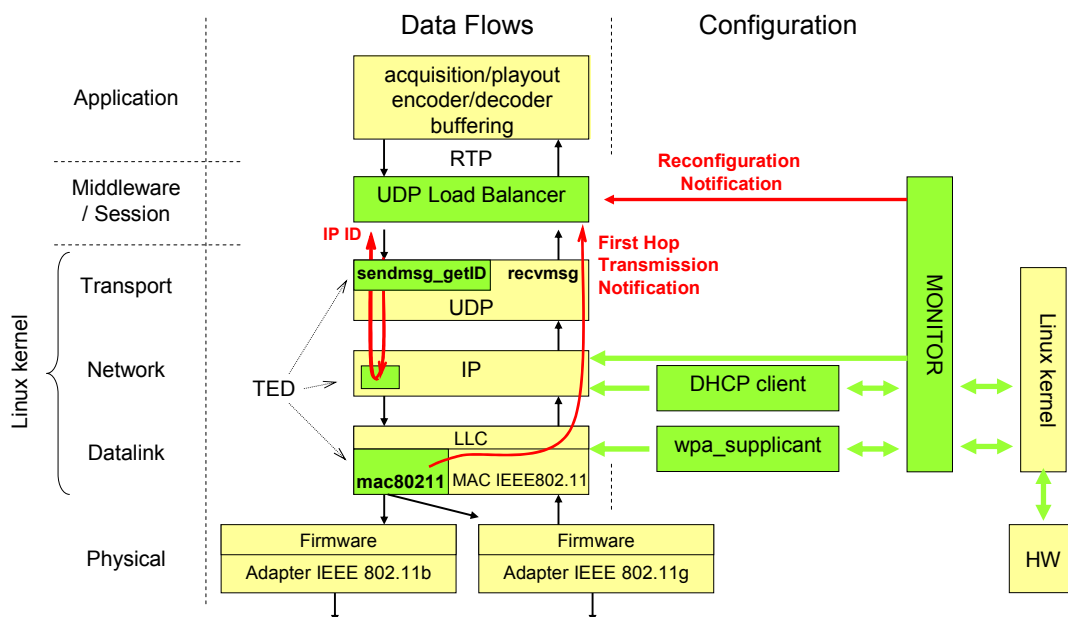 Data Flows
Configuration
Application
acquisition/playout
encoder/decoder
buffering
RTP
Middleware
/ Session
UDP Load Balancer
Reconfiguration
Notification
IP ID
First Hop
Transmission
Notification
Linux kernel
Transport
sendmsg_getID
recvmsg
UDP
MONITOR
Linux kernel
Network
TED
IP
DHCP client
Datalink
LLC
wpa_supplicant
mac80211
MAC IEEE802.11
Physical
Firmware
Adapter IEEE 802.11b
Firmware
Adapter IEEE 802.11g
HW